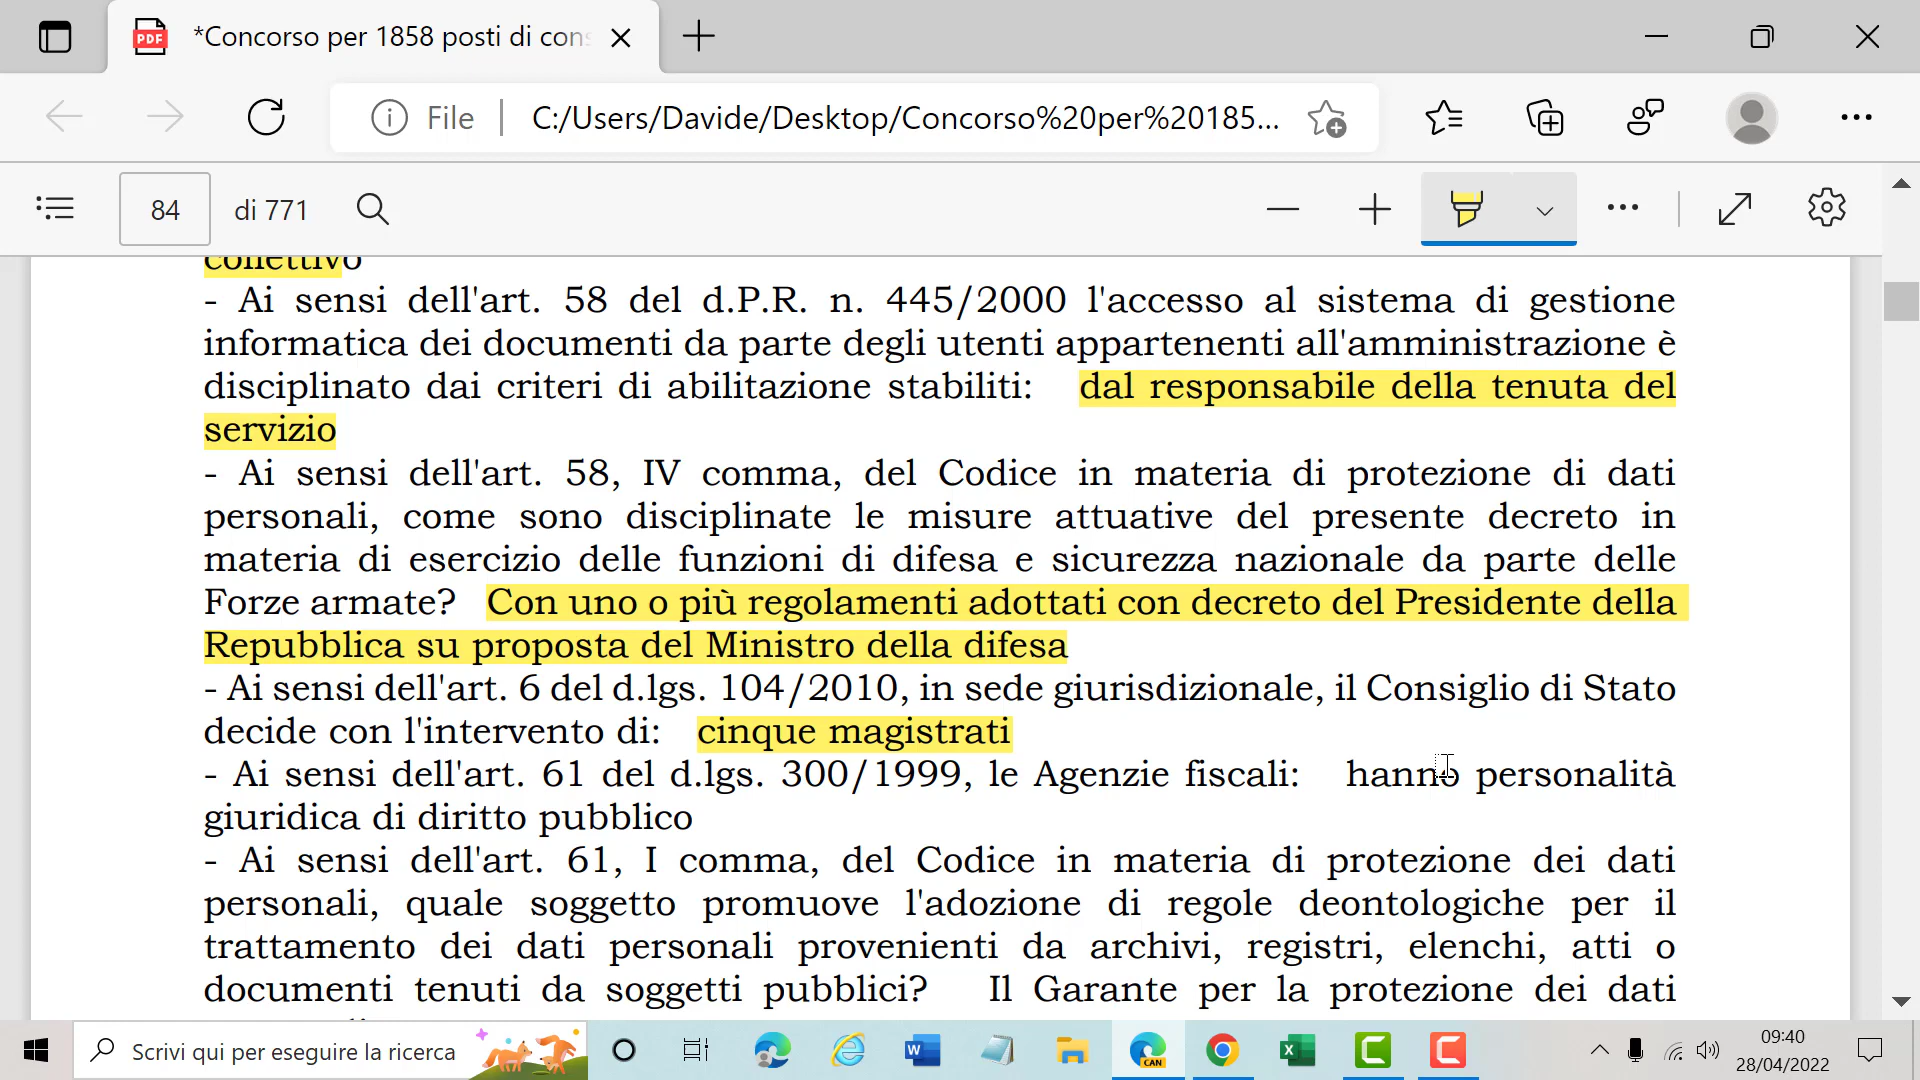 *Concorso per 1858 posti di con
File
C:/Users/Davide/Desktop/Concorso%20per%20185...
84
di 771
collettivo
- Ai sensi dell'art. 58 del d.P.R. n. 445/2000 l'accesso al sistema di gestione
informatica dei documenti da parte degli utenti appartenenti all'amministrazione è
disciplinato dai criteri di abilitazione stabiliti: dal responsabile della tenuta del
servizio
- Ai sensi dell'art. 58, IV comma, del Codice in materia di protezione di dati
personali, come sono disciplinate le misure attuative del presente decreto in
materia di esercizio delle funzioni di difesa e sicurezza nazionale da parte delle
Forze armate? Con uno o più regolamenti adottati con decreto del Presidente della
Repubblica su proposta del Ministro della difesa
- Ai sensi dell'art. 6 del d.lgs. 104/2010, in sede giurisdizionale, il Consiglio di Stato
decide con l'intervento di: cinque magistrati
- Ai sensi dell'art. 61 del d.lgs. 300/1999, le Agenzie fiscali: hanno personalità
giuridica di diritto pubblico
- Ai sensi dell'art. 61, I comma, del Codice in materia di protezione dei dati
personali, quale soggetto promuove l'adozione di regole deontologiche per il
trattamento dei dati personali provenienti da archivi, registri, elenchi, atti o
documenti tenuti da soggetti pubblici? Il Garante per la protezione dei dati
Scrivi qui per eseguire la ricerca
CAN
09:40
28/04/2022